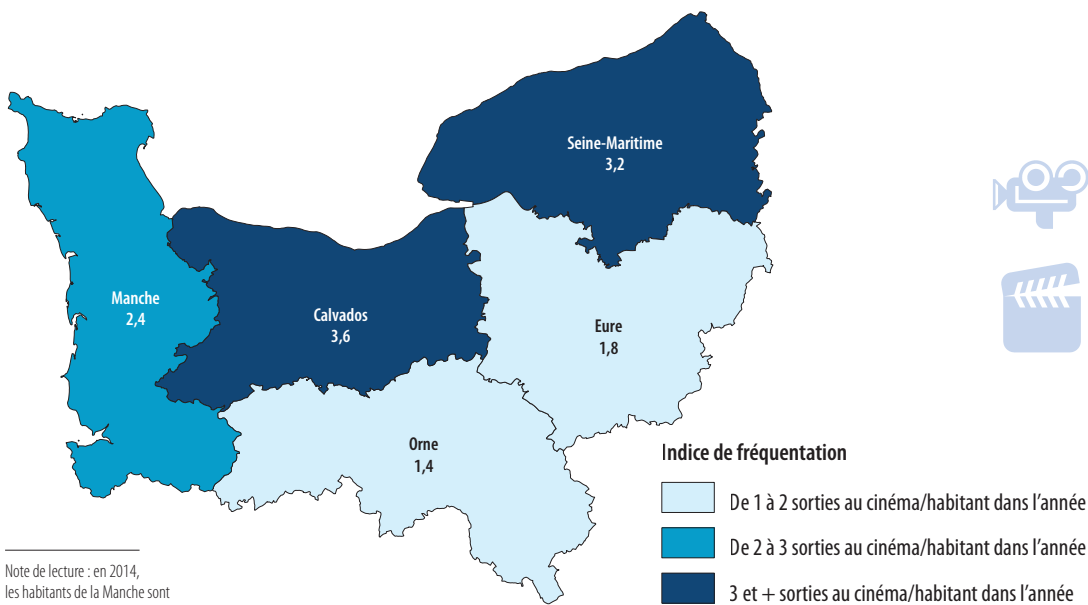 Seine-Maritime
3,2
Manche
2,4
Calvados
3,6
Eure
1,8
Orne
1,4
Indice de fréquentation
De 1 à 2 sorties au cinéma/habitant dans l’année
De 2 à 3 sorties au cinéma/habitant dans l’année
3 et + sorties au cinéma/habitant dans l’année
Note de lecture : en 2014,
les habitants de la Manche sont